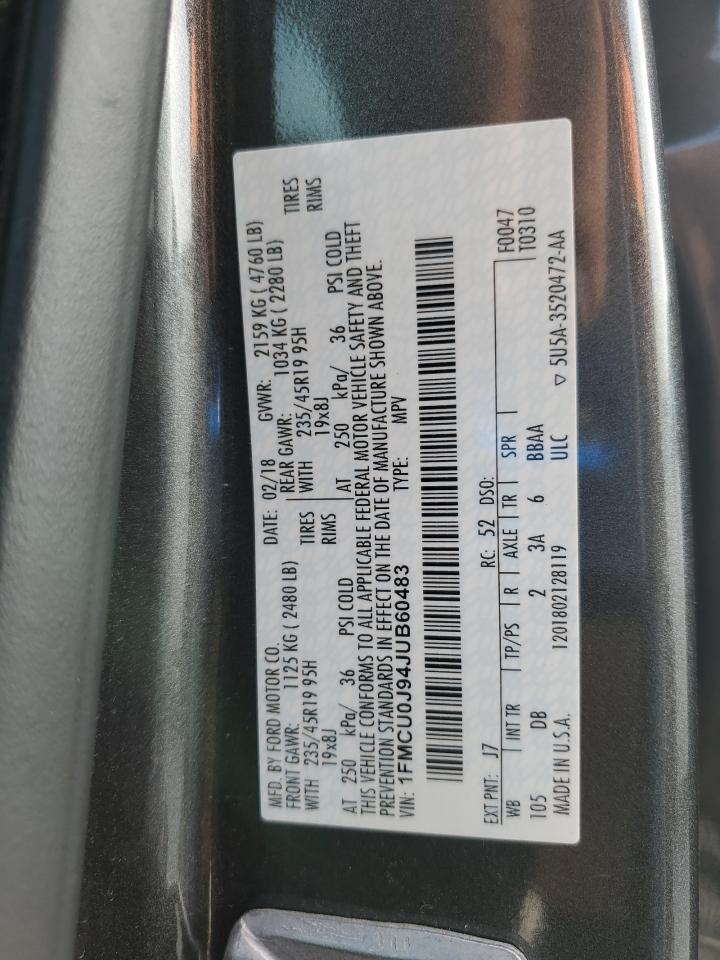 MFD. BY FORD MOTOR CO.
DATE: 02/18 GVWR: 2159 KG ( 4760 LB)
FRONT GAWR: 1125 KG ( 2480 LB) REAR GAWR: 1034 KG ( 2280 LB)
WITH 235/45R19 95H TIRES WITH 235/45R19 95H TIRES
19x8J RIMS 19x8J RIMS
AT 250 kPa/ 36 PSI COLD AT 250 kPa/ 36 PSI COLD
THIS VEHICLE CONFORMS TO ALL APPLICABLE FEDERAL MOTOR VEHICLE SAFETY AND THEFT
PREVENTION STANDARDS IN EFFECT ON THE DATE OF MANUFACTURE SHOWN ABOVE.
VIN: 1FMCU0J94JUB60483 TYPE: MPV
EXT PNT: J7 RC: 52 DSO: F0047
WB INT TR TP/PS R AXLE TR SPR T0310
105 DB 2 3A 6 BBAA
MADE IN U.S.A. 1201802128119 ULC ▽ 5U5A-3520472-AA